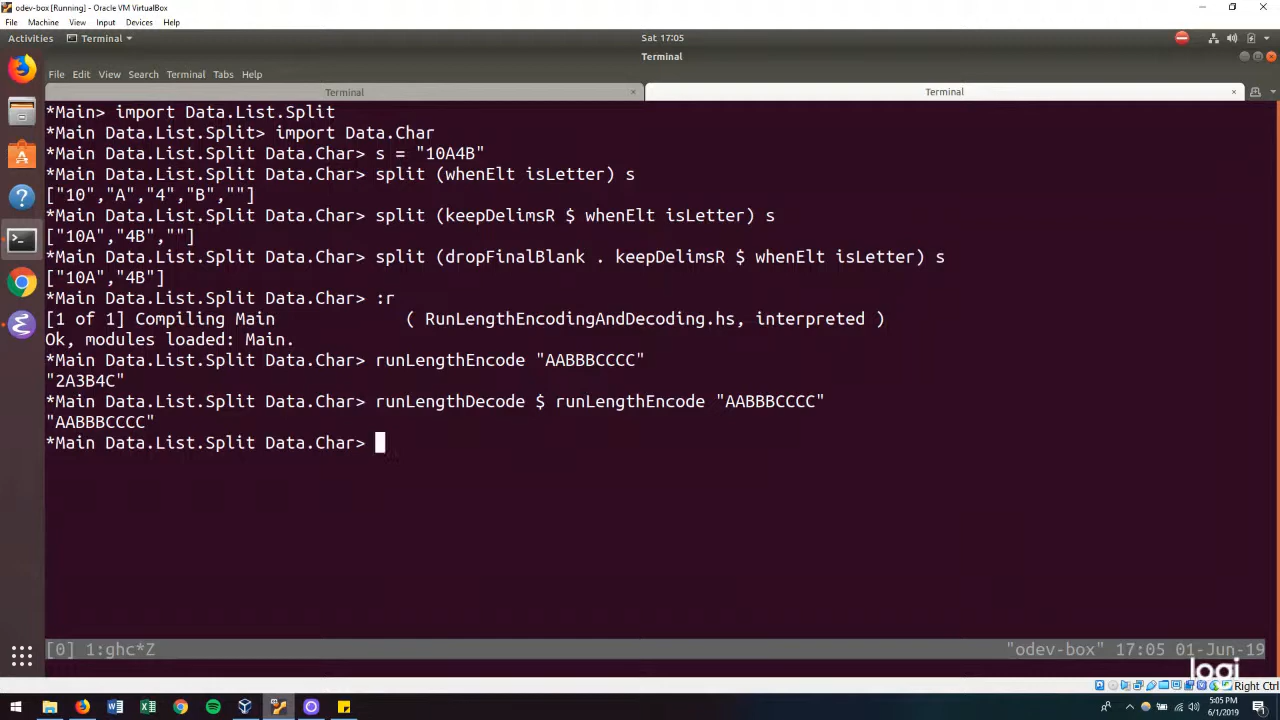 odev-box [Running] - Oracle VM VirtualBox
File Machine View Input Devices Help
Activities Terminal Sat 17:05
Terminal
File Edit View Search Terminal Tabs Help
Terminal × Terminal ×
*Main> import Data.List.Split
*Main Data.List.Split> import Data.Char
*Main Data.List.Split Data.Char> s = "10A4B"
*Main Data.List.Split Data.Char> split (whenElt isLetter) s
["10","A","4","B",""]
*Main Data.List.Split Data.Char> split (keepDelimsR $ whenElt isLetter) s
["10A","4B",""]
*Main Data.List.Split Data.Char> split (dropFinalBlank . keepDelimsR $ whenElt isLetter) s
["10A","4B"]
*Main Data.List.Split Data.Char> :r
[1 of 1] Compiling Main ( RunLengthEncodingAndDecoding.hs, interpreted )
Ok, modules loaded: Main.
*Main Data.List.Split Data.Char> runLengthEncode "AABBBCCCC"
"2A3B4C"
*Main Data.List.Split Data.Char> runLengthDecode $ runLengthEncode "AABBBCCCC"
"AABBBCCCC"
*Main Data.List.Split Data.Char>
[0] 1:ghc*Z "odev-box" 17:05 01-Jun-19
logi
Right Ctrl
5:05 PM
6/1/2019